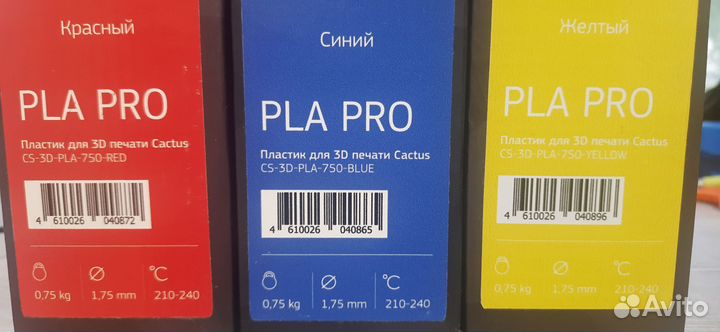 Красный
PLA PRO
Пластик для 3D печати Cactus
CS-3D-PLA-750-RED
4 610026 040872
°C
0,75 kg
1,75 mm
210-240
Синий
PLA PRO
Пластик для 3D печати Cactus
CS-3D-PLA-750-BLUE
4 610026 040865
°C
0,75 kg
1,75 mm
210-240
Желтый
PLA PRO
Пластик для 3D печати Cactus
CS-3D-PLA-750-YELLOW
4 610026 040896
°C
0,75 kg
1,75 mm
210-240
Avito